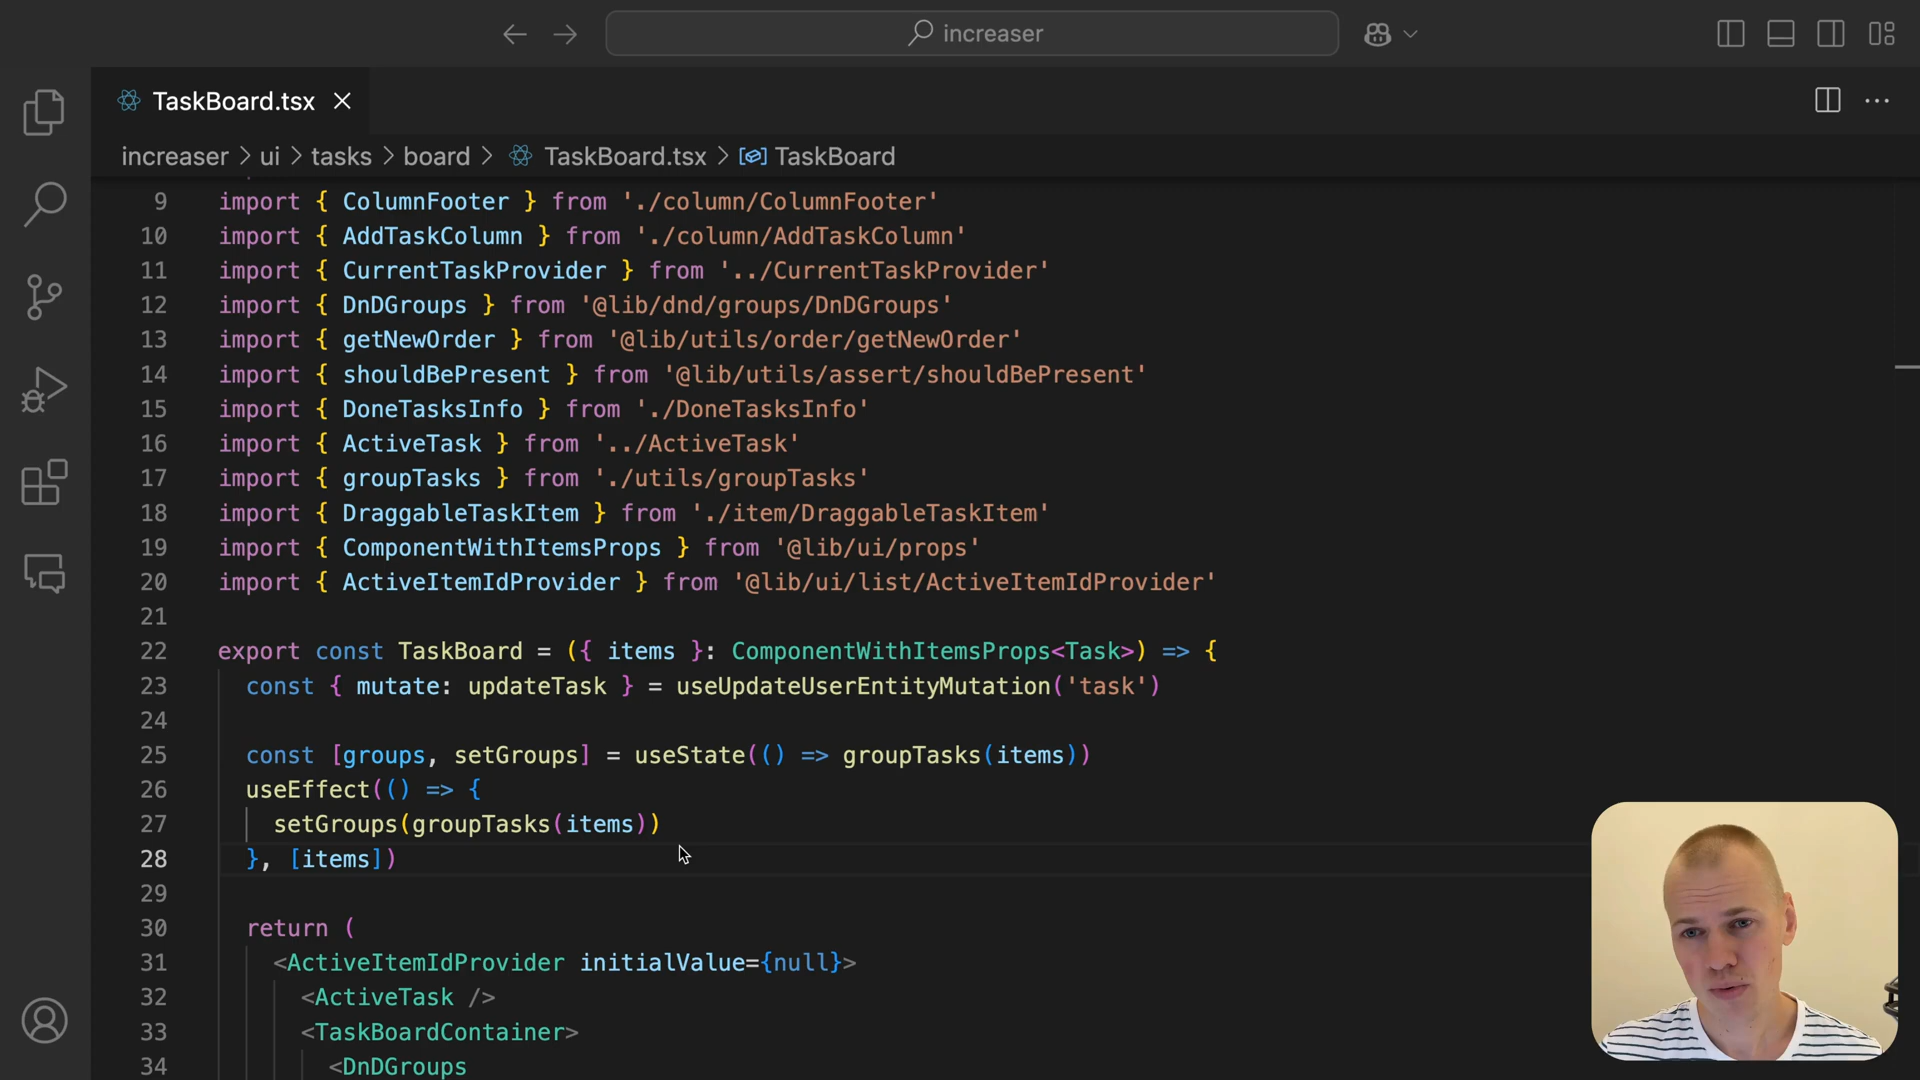 increaser
TaskBoard.tsx
increaser > ui > tasks > board > TaskBoard.tsx > TaskBoard
9 import { ColumnFooter } from './column/ColumnFooter'
10 import { AddTaskColumn } from './column/AddTaskColumn'
11 import { CurrentTaskProvider } from '../CurrentTaskProvider'
12 import { DnDGroups } from '@lib/dnd/groups/DnDGroups'
13 import { getNewOrder } from '@lib/utils/order/getNewOrder'
14 import { shouldBePresent } from '@lib/utils/assert/shouldBePresent'
15 import { DoneTasksInfo } from './DoneTasksInfo'
16 import { ActiveTask } from '../ActiveTask'
17 import { groupTasks } from './utils/groupTasks'
18 import { DraggableTaskItem } from './item/DraggableTaskItem'
19 import { ComponentWithItemsProps } from '@lib/ui/props'
20 import { ActiveItemIdProvider } from '@lib/ui/list/ActiveItemIdProvider'
21
22 export const TaskBoard = ({ items }: ComponentWithItemsProps<Task>) => {
23 const { mutate: updateTask } = useUpdateUserEntityMutation('task')
24
25 const [groups, setGroups] = useState(() => groupTasks(items))
26 useEffect(() => {
27 setGroups(groupTasks(items))
28 }, [items])
29
30 return (
31 <ActiveItemIdProvider initialValue={null}>
32 <ActiveTask />
33 <TaskBoardContainer>
34 <DnDGroups